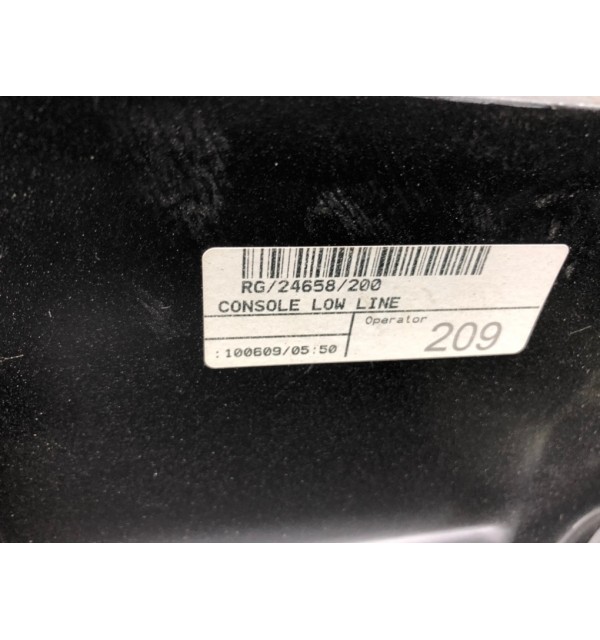 RG/24658/200
CONSOLE LOW LINE
Operator
209
:100609/05:50